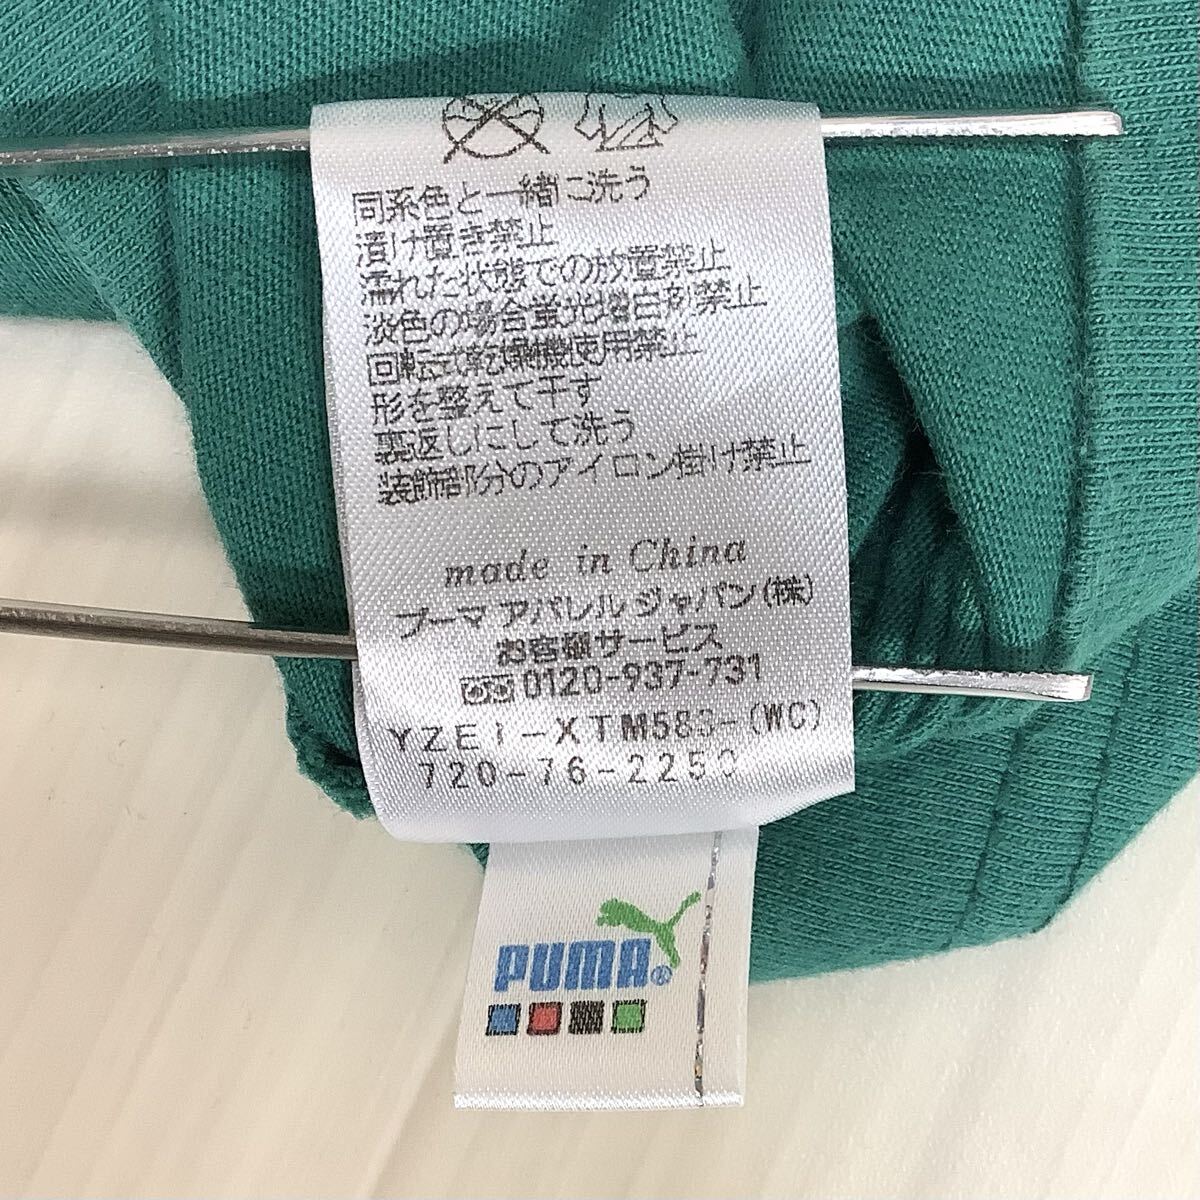 同系色と一緒に洗う
漬け置き禁止
濡れた状態での放置禁止
淡色の場合蛍光増白剤禁止
回転式乾燥機使用禁止
形を整えて干す
裏返しにして洗う
装飾部分のアイロン掛け禁止
made in China
プーマ アパレル ジャパン(株)
お客様サービス
0120-937-731
YZE1-XTM583-(WC)
720-76-2250
PUMA®